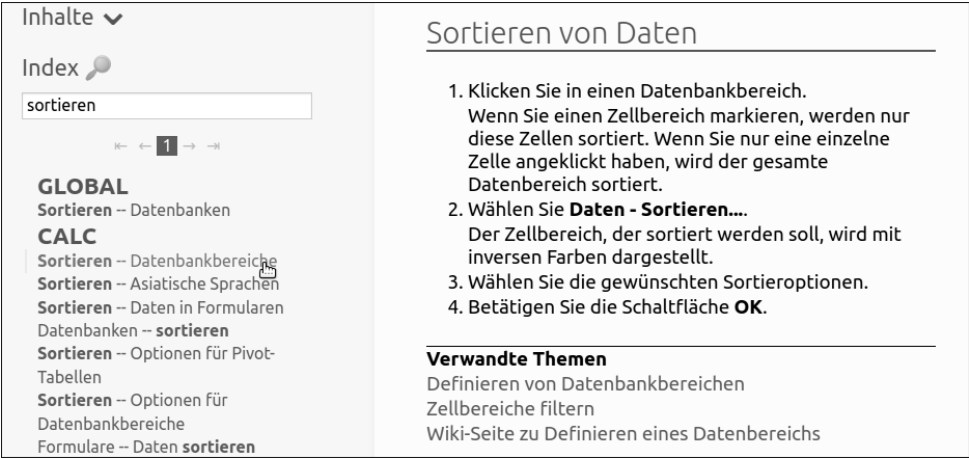 Inhalte
Index
sortieren
1
GLOBAL
Sortieren -- Datenbanken
CALC
Sortieren -- Datenbankbereiche
Sortieren -- Asiatische Sprachen
Sortieren -- Daten in Formularen
Datenbanken -- sortieren
Sortieren -- Optionen für Pivot-
Tabellen
Sortieren -- Optionen für
Datenbankbereiche
Formulare -- Daten sortieren
Sortieren von Daten
1. Klicken Sie in einen Datenbankbereich.
Wenn Sie einen Zellbereich markieren, werden nur
diese Zellen sortiert. Wenn Sie nur eine einzelne
Zelle angeklickt haben, wird der gesamte
Datenbereich sortiert.
2. Wählen Sie Daten - Sortieren....
Der Zellbereich, der sortiert werden soll, wird mit
inversen Farben dargestellt.
3. Wählen Sie die gewünschten Sortieroptionen.
4. Betätigen Sie die Schaltfläche OK.
Verwandte Themen
Definieren von Datenbankbereichen
Zellbereiche filtern
Wiki-Seite zu Definieren eines Datenbereichs